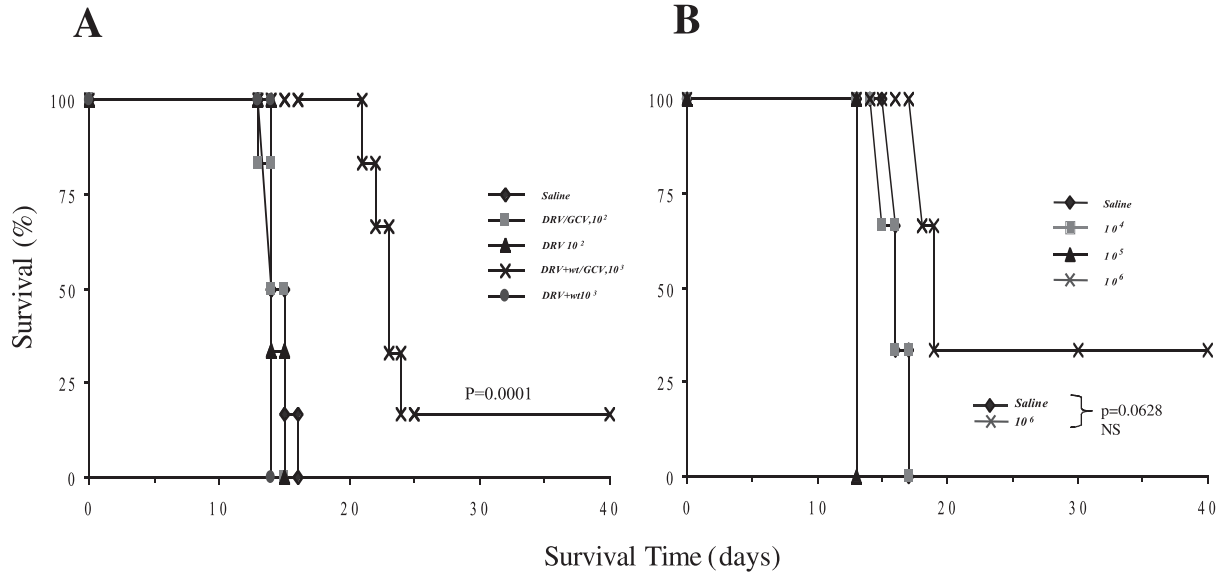 A
B
Survival (%)
100
75
50
25
0
0
10
20
30
40
Saline
DRV/GCV,10²
DRV 10²
DRV+wt/GCV,10³
DRV+wt10³
P=0.0001
100
75
50
25
0
0
10
20
30
40
Saline
10⁴
10⁵
10⁶
Saline
10⁶
p=0.0628
NS
Survival Time (days)